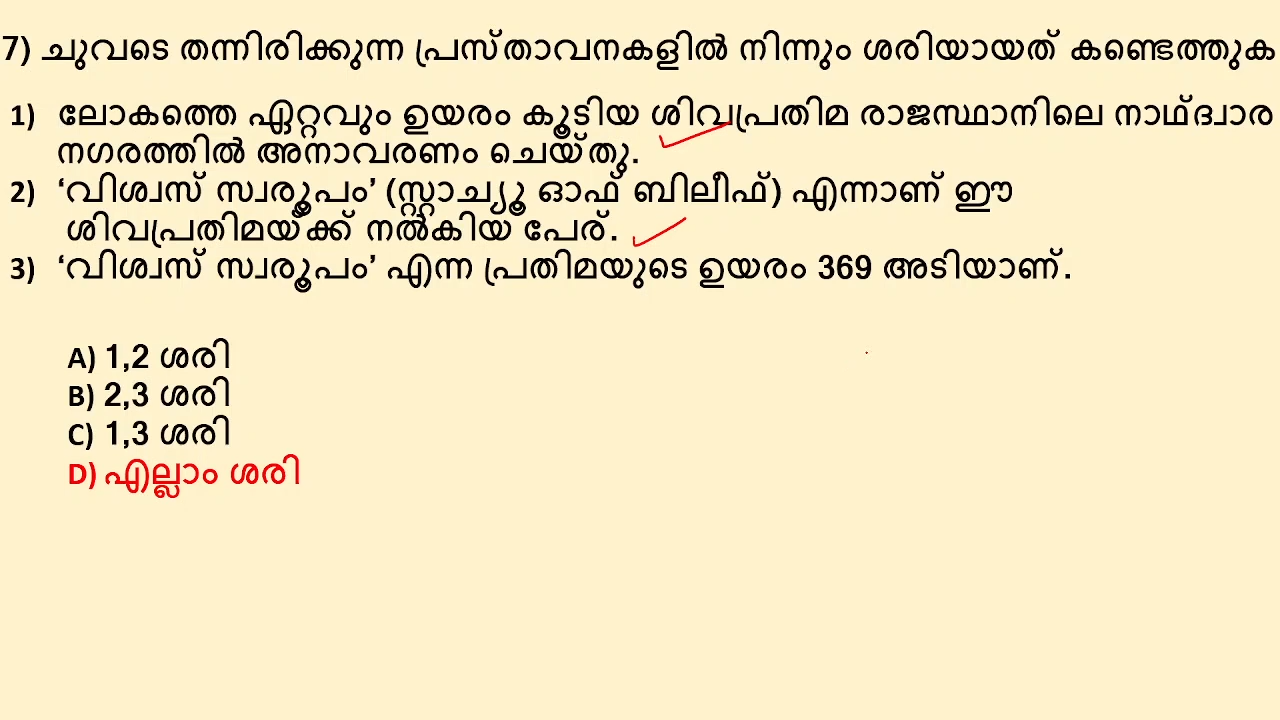 7) ചുവടെ തന്നിരിക്കുന്ന പ്രസ്താവനകളിൽ നിന്നും ശരിയായത് കണ്ടെത്തുക
1) ലോകത്തെ ഏറ്റവും ഉയരം കൂടിയ ശിവപ്രതിമ രാജസ്ഥാനിലെ നാഥ്ദ്വാര
നഗരത്തിൽ അനാവരണം ചെയ്തു.
2) ‘വിശ്വസ് സ്വരൂപം’ (സ്റ്റാച്യൂ ഓഫ് ബിലീഫ്) എന്നാണ് ഈ
ശിവപ്രതിമയ്ക്ക് നൽകിയ പേര്.
3) ‘വിശ്വസ് സ്വരൂപം’ എന്ന പ്രതിമയുടെ ഉയരം 369 അടിയാണ്.
A) 1,2 ശരി
B) 2,3 ശരി
C) 1,3 ശരി
D) എല്ലാം ശരി